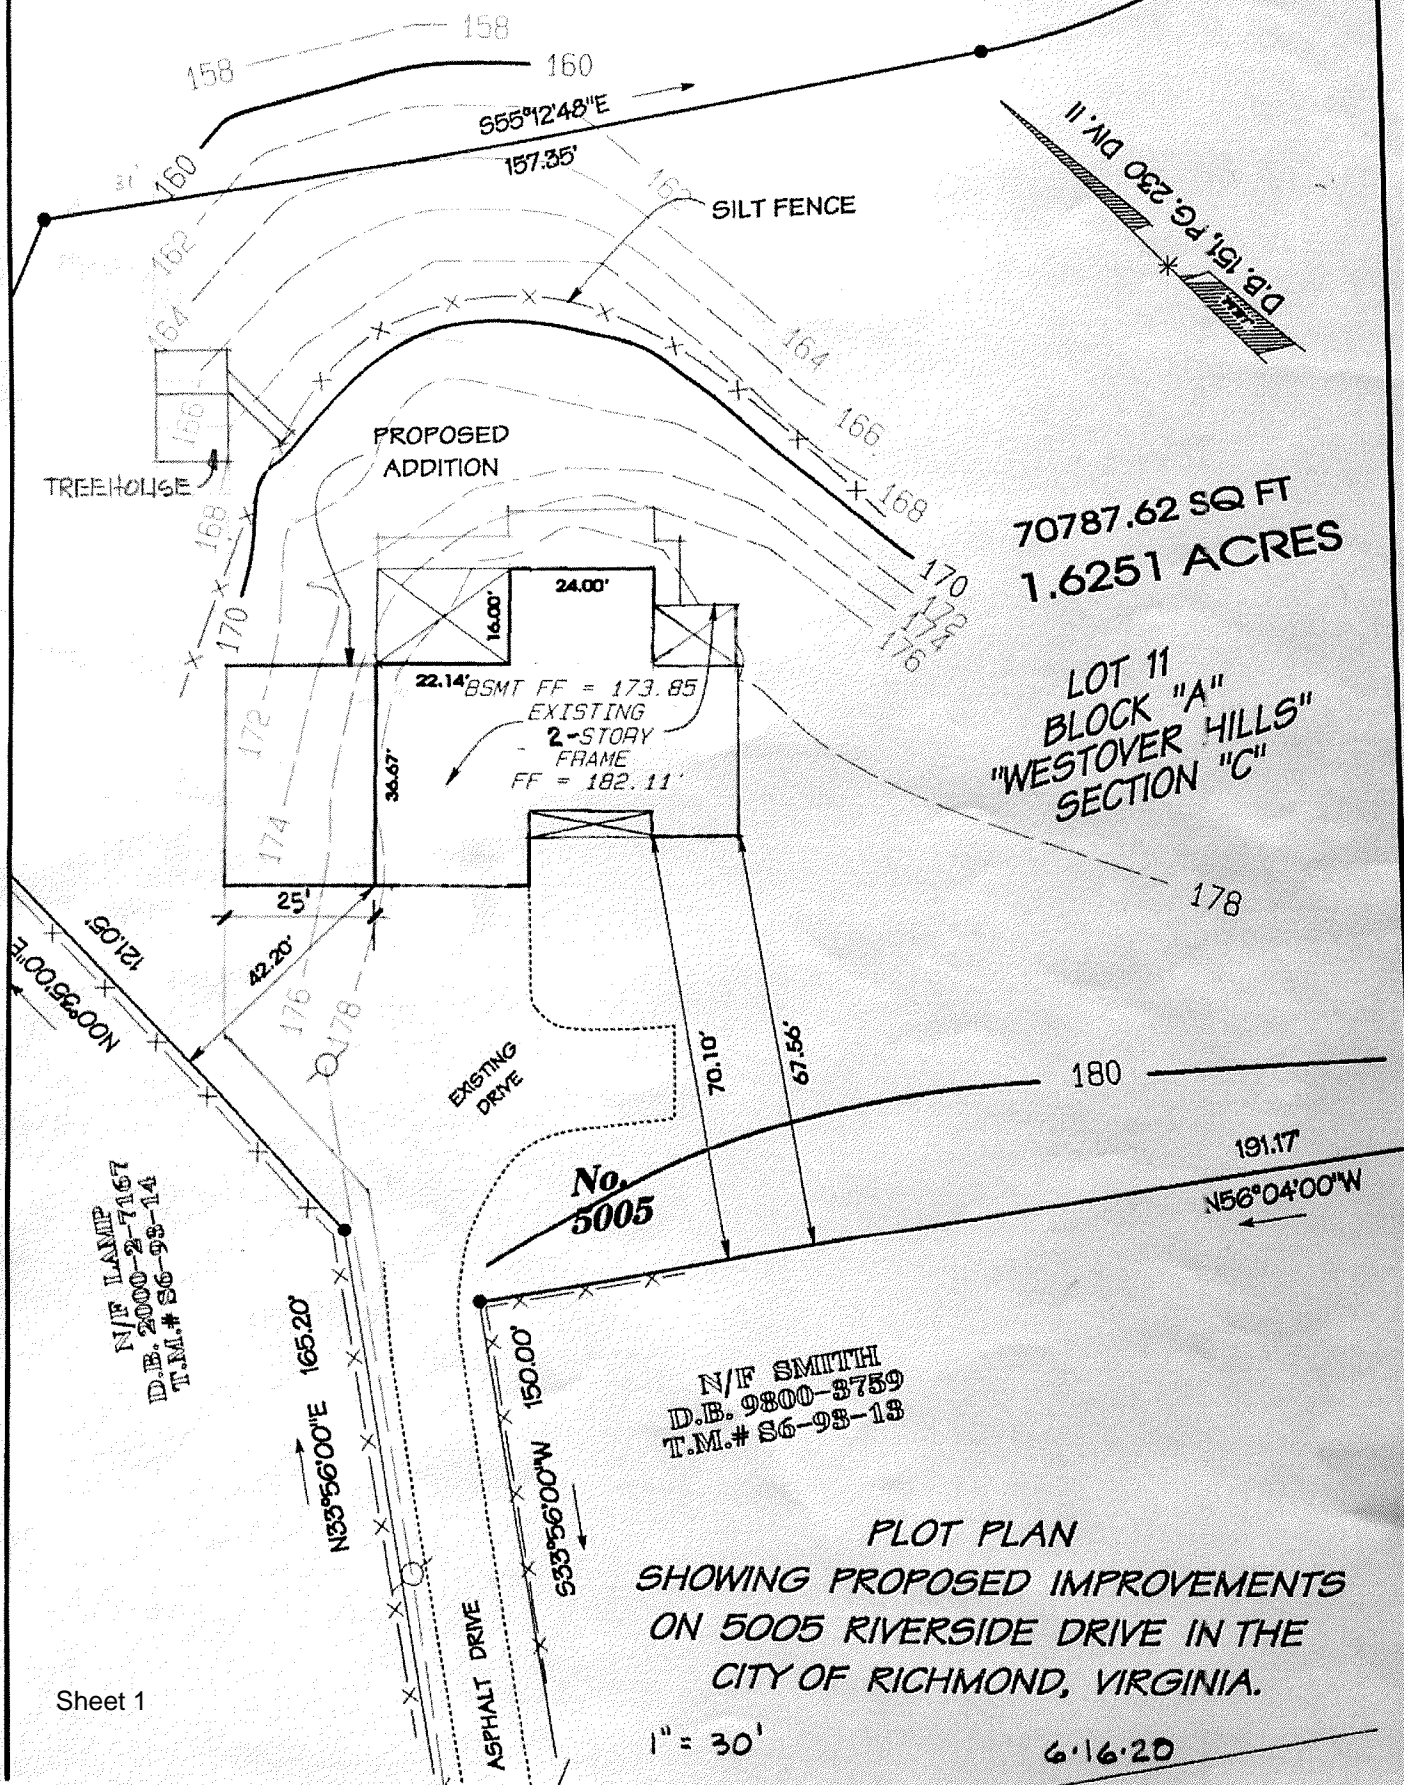 158
158
160
S55°12'48"E
157.35'
160
162
SILT FENCE
162
164
D.B. 151, PG. 230 DIV. II
164
166
166
PROPOSED
ADDITION
TREEHOUSE
168
168
170
170
172
174
176
70787.62 SQ FT
1.6251 ACRES
24.00'
16.00'
22.14'
BSMT FF = 173.85
EXISTING
2-STORY
FRAME
FF = 182.11'
36.67'
LOT 11
BLOCK "A"
"WESTOVER HILLS"
SECTION "C"
172
174
25'
42.20'
178
121.05'
N00°35'00"E
176
178
EXISTING
DRIVE
70.10'
67.56'
180
No.
5005
191.17'
N56°04'00"W
N/F LAMP
D.B. 2000-2-7167
T.M.# S6-93-14
165.20'
N33°56'00"E
150.00'
S33°56'00"W
N/F SMITH
D.B. 9800-3759
T.M.# S6-93-13
ASPHALT DRIVE
PLOT PLAN
SHOWING PROPOSED IMPROVEMENTS
ON 5005 RIVERSIDE DRIVE IN THE
CITY OF RICHMOND, VIRGINIA.
Sheet 1
1" = 30'
6.16.20